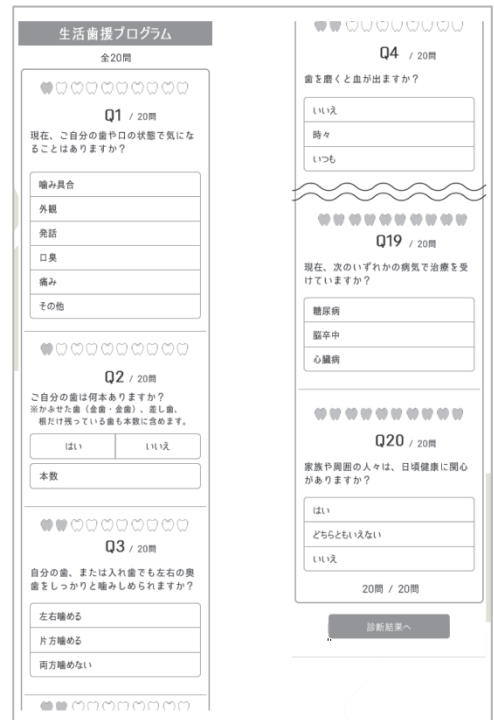 生活歯援プログラム
全20問
Q1 / 20問
現在、ご自分の歯や口の状態で気にな
ることはありますか？
噛み具合
外観
発話
口臭
痛み
その他
Q2 / 20問
ご自分の歯は何本ありますか？
※かぶせた歯（金歯・金歯）、差し歯、
根だけ残っている歯も本数に含めます。
はい
いいえ
本数
Q3 / 20問
自分の歯、または入れ歯でも左右の奥
歯をしっかりと噛みしめられますか？
左右噛める
片方噛める
両方噛めない
Q4 / 20問
歯を磨くと血が出ますか？
いいえ
時々
いつも
Q19 / 20問
現在、次のいずれかの病気で治療を受
けていますか？
糖尿病
脳卒中
心臓病
Q20 / 20問
家族や周囲の人々は、日頃健康に関心
がありますか？
はい
どちらともいえない
いいえ
20問 / 20問
診断結果へ